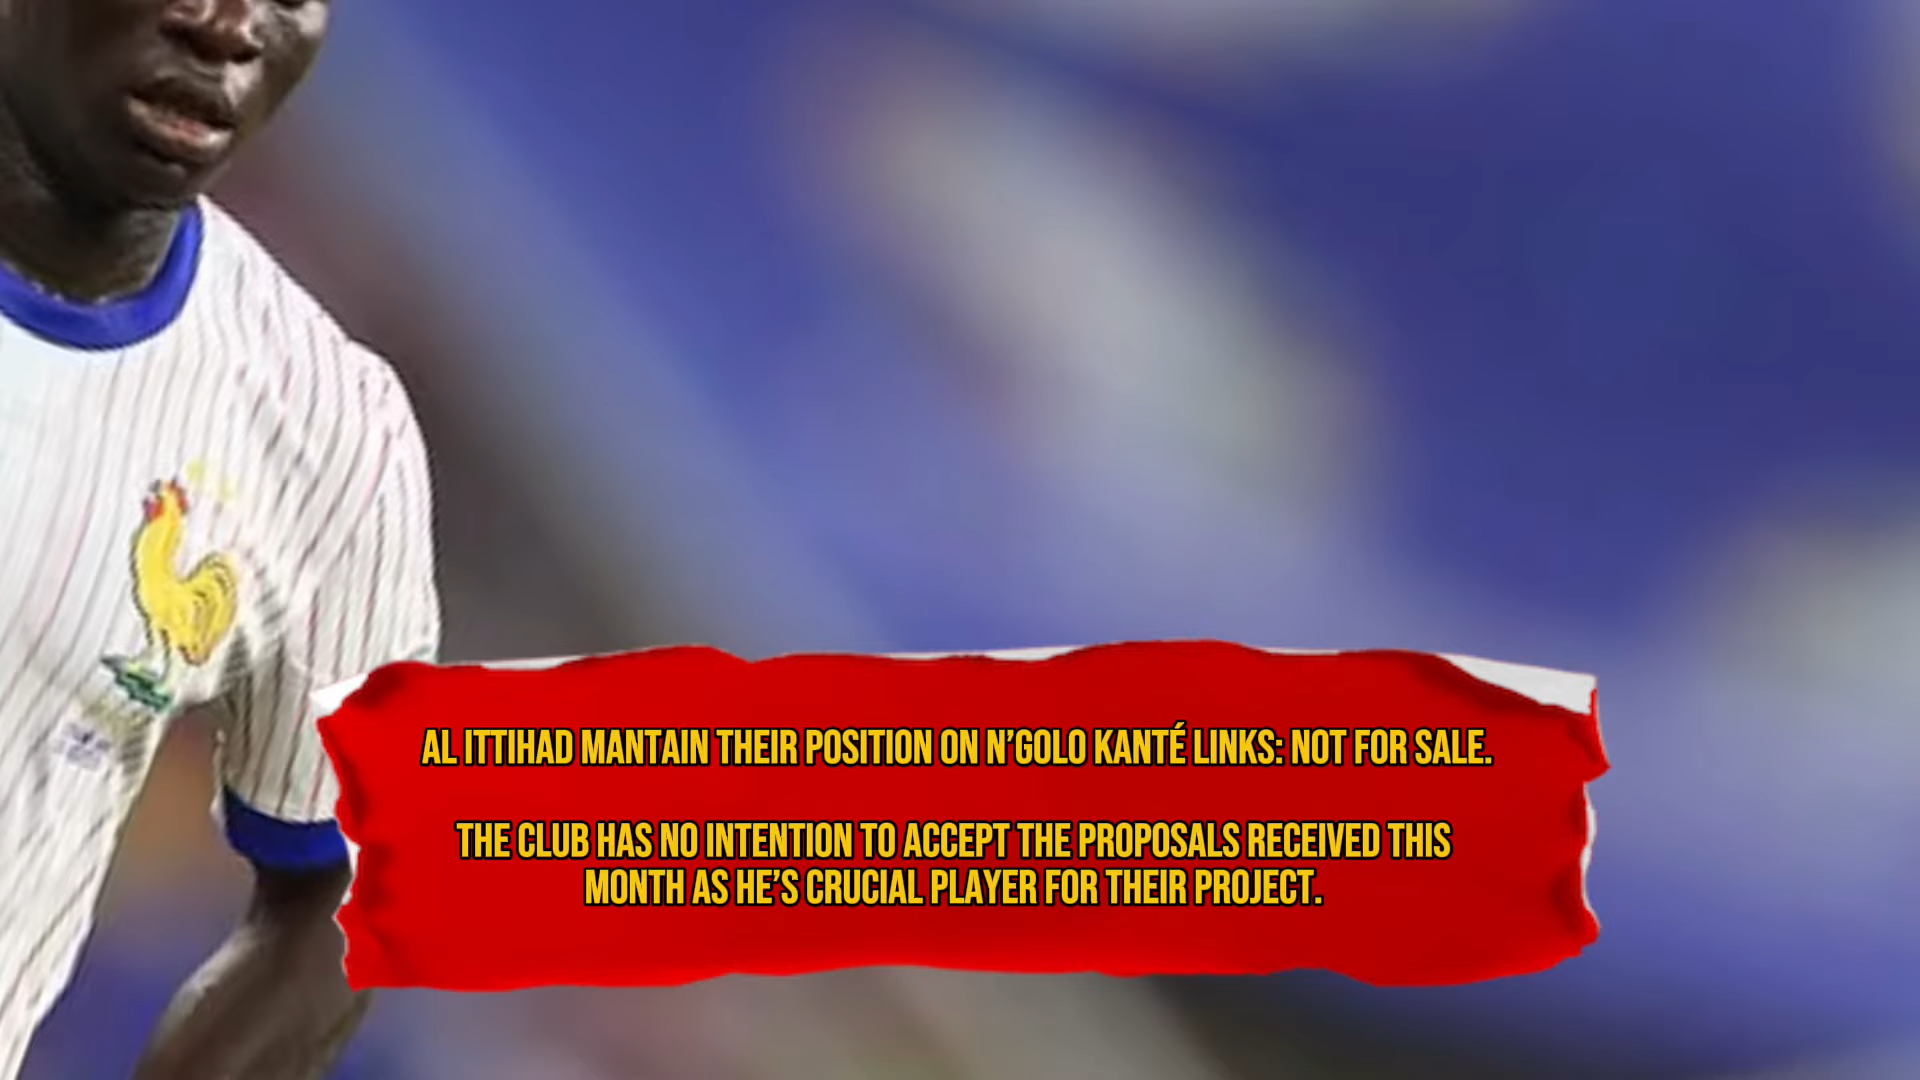 AL ITTIHAD MANTAIN THEIR POSITION ON N’GOLO KANTÉ LINKS: NOT FOR SALE.
THE CLUB HAS NO INTENTION TO ACCEPT THE PROPOSALS RECEIVED THIS
MONTH AS HE’S CRUCIAL PLAYER FOR THEIR PROJECT.